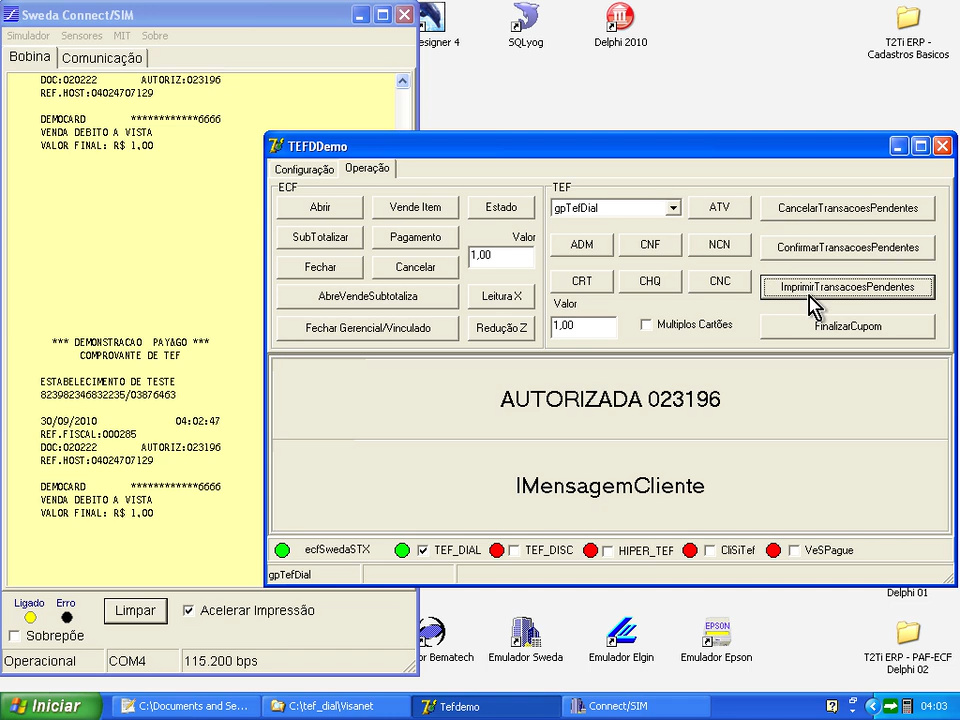 Sweda Connect/SIM
Simulador Sensores MIT Sobre
Bobina Comunicação
DOC:020222 AUTORIZ:023196
REF.HOST:04024707129
DEMOCARD ************6666
VENDA DEBITO A VISTA
VALOR FINAL: R$ 1,00
*** DEMONSTRACAO PAYAGO ***
COMPROVANTE DE TEF
ESTABELECIMENTO DE TESTE
823982346832235/03876463
30/09/2010 04:02:47
REF.FISCAL:000285
DOC:020222 AUTORIZ:023196
REF.HOST:04024707129
DEMOCARD ************6666
VENDA DEBITO A VISTA
VALOR FINAL: R$ 1,00
Ligado Erro
Limpar
Acelerar Impressão
Sobrepõe
Operacional COM4 115.200 bps
esigner 4
SQLyog
Delphi 2010
T2Ti ERP -
Cadastros Basicos
TEFDDemo
Configuração Operação
ECF
Abrir Vende Item Estado
SubTotalizar Pagamento Valor
1,00
Fechar Cancelar
AbreVendeSubtotaliza Leitura X
Fechar Gerencial/Vinculado Redução Z
TEF
gpTefDial ATV CancelarTransacoesPendentes
ADM CNF NCN ConfirmarTransacoesPendentes
CRT CHQ CNC ImprimirTransacoesPendentes
Valor
1,00 Multiplos Cartões FinalizarCupom
AUTORIZADA 023196
lMensagemCliente
ecfSwedaSTX TEF_DIAL TEF_DISC HIPER_TEF CliSiTef VeSPague
gpTefDial
Delphi 01
or Bematech
Emulador Sweda
Emulador Elgin
EPSON
Emulador Epson
T2Ti ERP - PAF-ECF
Delphi 02
Iniciar C:\Documents and Se... C:\tef_dial\Visanet Tefdemo Connect/SIM 04:03